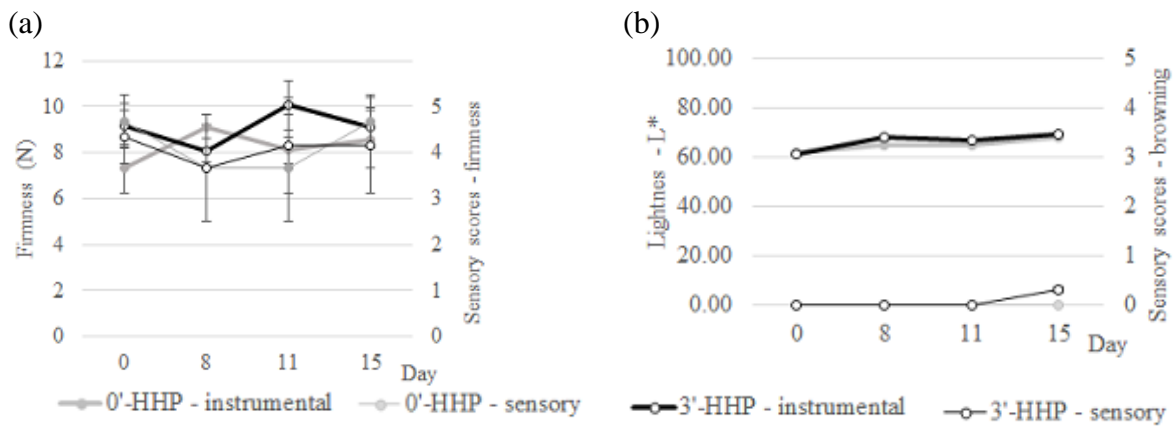 (a)
(b)
12
10
8
6
4
2
0
Firmness (N)
5
4
3
2
1
0
Sensory scores - firmness
0 8 11 15 Day
100.00
80.00
60.00
40.00
20.00
0.00
Lightnes - L*
5
4
3
2
1
0
Sensory scores - browning
0 8 11 15 Day
0'-HHP - instrumental 0'-HHP - sensory 3'-HHP - instrumental 3'-HHP - sensory